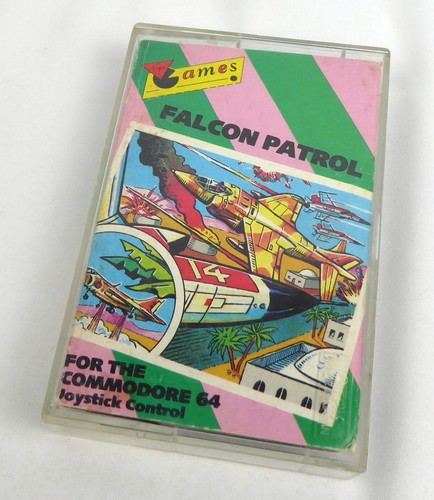 Games
FALCON PATROL
14
FOR THE
COMMODORE 64
Joystick Control